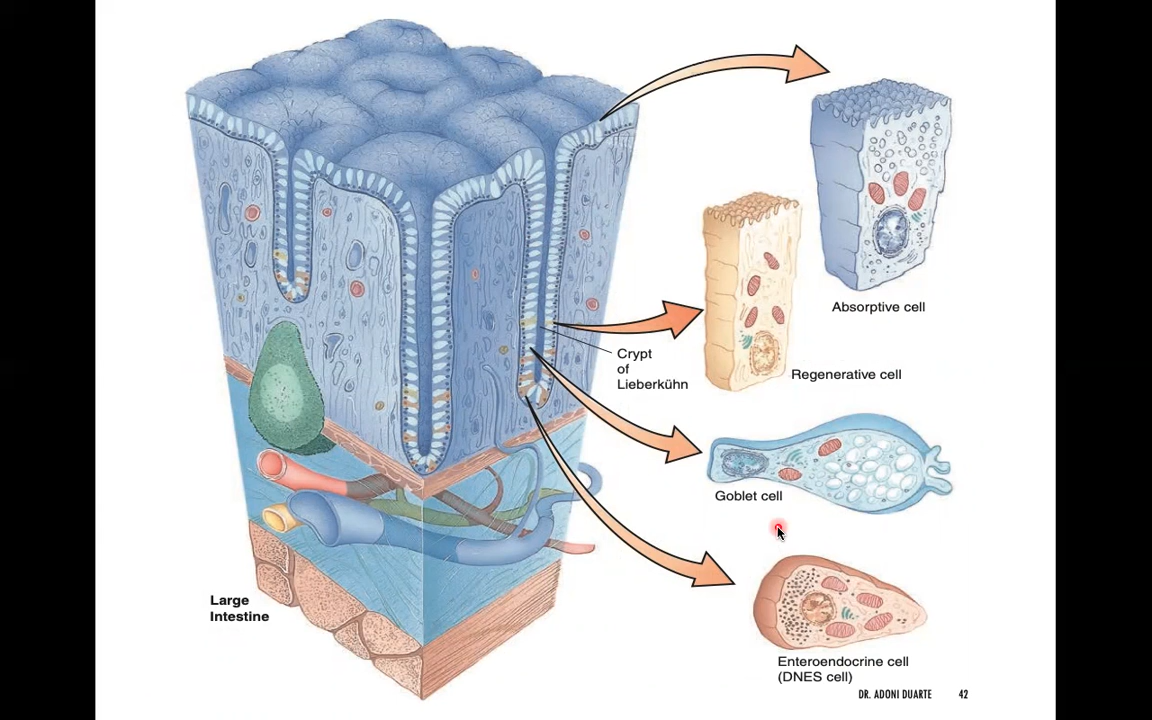 Absorptive cell
Crypt
of
Lieberkühn
Regenerative cell
Goblet cell
Large
Intestine
Enteroendocrine cell
(DNES cell)
DR. ADONI DUARTE 42